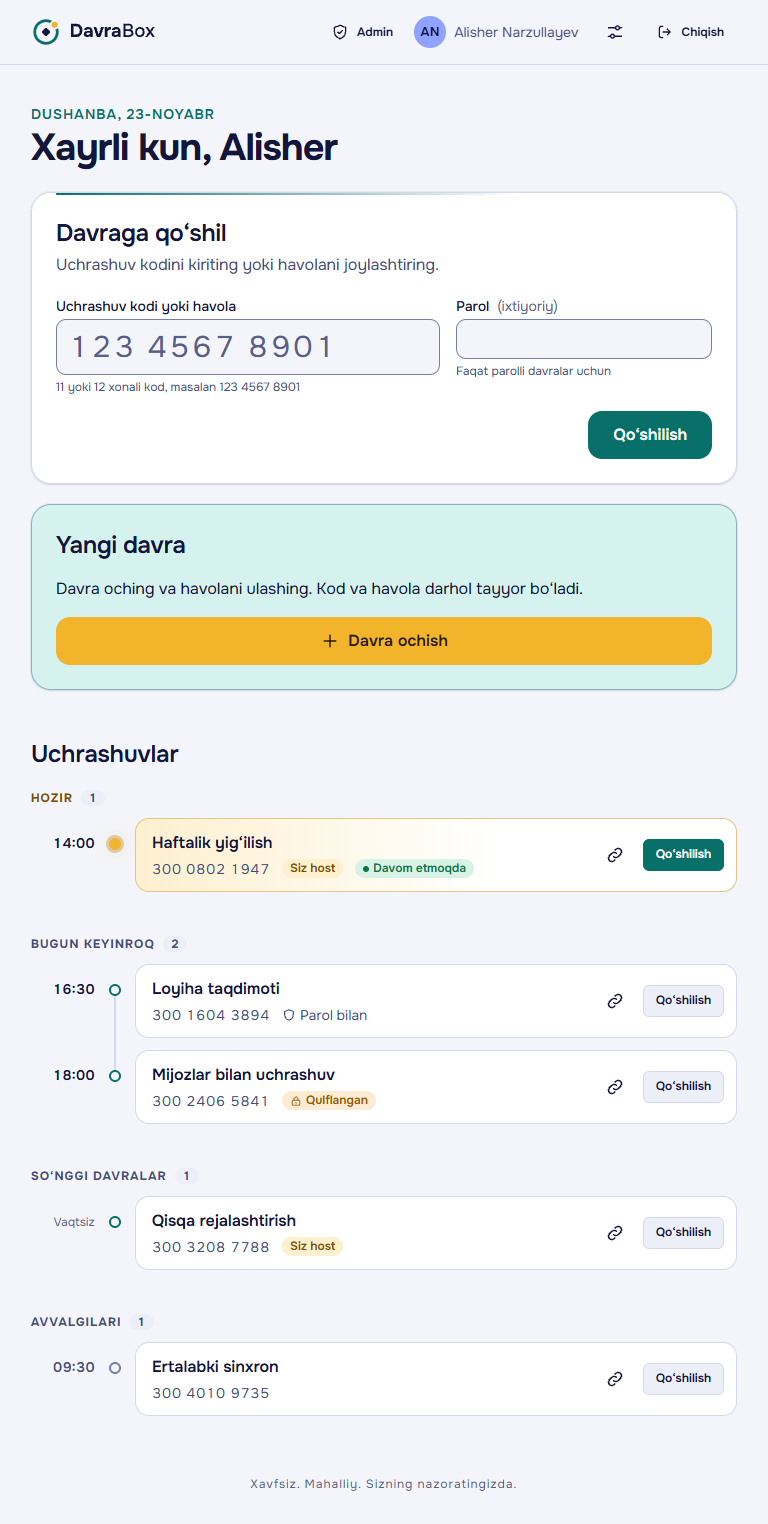 DavraBox
Admin
AN
Alisher Narzullayev
Chiqish
DUSHANBA, 23-NOYABR
Xayrli kun, Alisher
Davraga qo‘shil
Uchrashuv kodini kiriting yoki havolani joylashtiring.
Uchrashuv kodi yoki havola
Parol (ixtiyoriy)
123 4567 8901
11 yoki 12 xonali kod, masalan 123 4567 8901
Faqat parolli davralar uchun
Qo‘shilish
Yangi davra
Davra oching va havolani ulashing. Kod va havola darhol tayyor bo‘ladi.
Davra ochish
Uchrashuvlar
HOZIR 1
14:00
Haftalik yig‘ilish
300 0802 1947 Siz host Davom etmoqda
Qo‘shilish
BUGUN KEYINROQ 2
16:30
Loyiha taqdimoti
300 1604 3894 Parol bilan
Qo‘shilish
18:00
Mijozlar bilan uchrashuv
300 2406 5841 Qulflangan
Qo‘shilish
SO‘NGGI DAVRALAR 1
Vaqtsiz
Qisqa rejalashtirish
300 3208 7788 Siz host
Qo‘shilish
AVVALGILARI 1
09:30
Ertalabki sinxron
300 4010 9735
Qo‘shilish
Xavfsiz. Mahalliy. Sizning nazoratingizda.